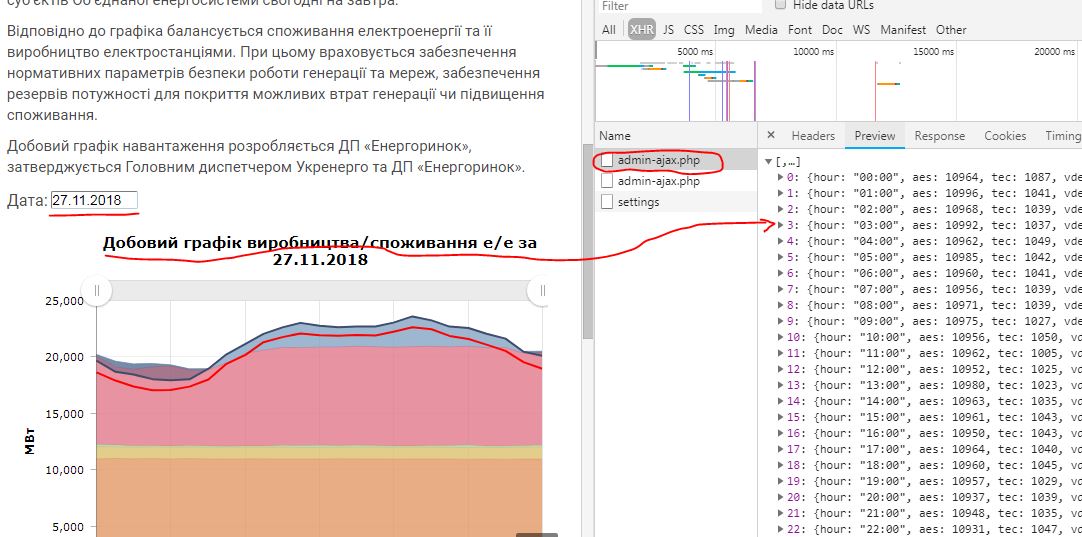 суб'єктів Об'єднаної енергосистеми сьогодні на завтра.
Відповідно до графіка балансується споживання електроенергії та її
виробництво електростанціями. При цьому враховується забезпечення
нормативних параметрів безпеки роботи генерації та мереж, забезпечення
резервів потужності для покриття можливих втрат генерації чи підвищення
споживання.
Добовий графік навантаження розробляється ДП «Енергоринок»,
затверджується Головним диспетчером Укренерго та ДП «Енергоринок».
Дата: 27.11.2018
Добовий графік виробництва/споживання е/е за
27.11.2018
25,000
20,000
15,000
10,000
5,000
МВт
Filter
Hide data URLs
All XHR JS CSS Img Media Font Doc WS Manifest Other
5000 ms 10000 ms 15000 ms 20000 ms
Name
admin-ajax.php
admin-ajax.php
settings
× Headers Preview Response Cookies Timing
▼[,…]
▶0: {hour: "00:00", aes: 10964, tec: 1087, vde
▶1: {hour: "01:00", aes: 10996, tec: 1041, vde
▶2: {hour: "02:00", aes: 10968, tec: 1039, vde
▶3: {hour: "03:00", aes: 10992, tec: 1037, vde
▶4: {hour: "04:00", aes: 10962, tec: 1049, vde
▶5: {hour: "05:00", aes: 10985, tec: 1042, vde
▶6: {hour: "06:00", aes: 10960, tec: 1041, vde
▶7: {hour: "07:00", aes: 10956, tec: 1039, vde
▶8: {hour: "08:00", aes: 10971, tec: 1039, vde
▶9: {hour: "09:00", aes: 10975, tec: 1027, vde
▶10: {hour: "10:00", aes: 10956, tec: 1050, vd
▶11: {hour: "11:00", aes: 10962, tec: 1005, vd
▶12: {hour: "12:00", aes: 10952, tec: 1025, vd
▶13: {hour: "13:00", aes: 10980, tec: 1023, vd
▶14: {hour: "14:00", aes: 10963, tec: 1035, vd
▶15: {hour: "15:00", aes: 10961, tec: 1043, vd
▶16: {hour: "16:00", aes: 10950, tec: 1043, vd
▶17: {hour: "17:00", aes: 10964, tec: 1040, vd
▶18: {hour: "18:00", aes: 10960, tec: 1045, vd
▶19: {hour: "19:00", aes: 10957, tec: 1029, vd
▶20: {hour: "20:00", aes: 10937, tec: 1039, vd
▶21: {hour: "21:00", aes: 10948, tec: 1035, vd
▶22: {hour: "22:00", aes: 10931, tec: 1047, vd